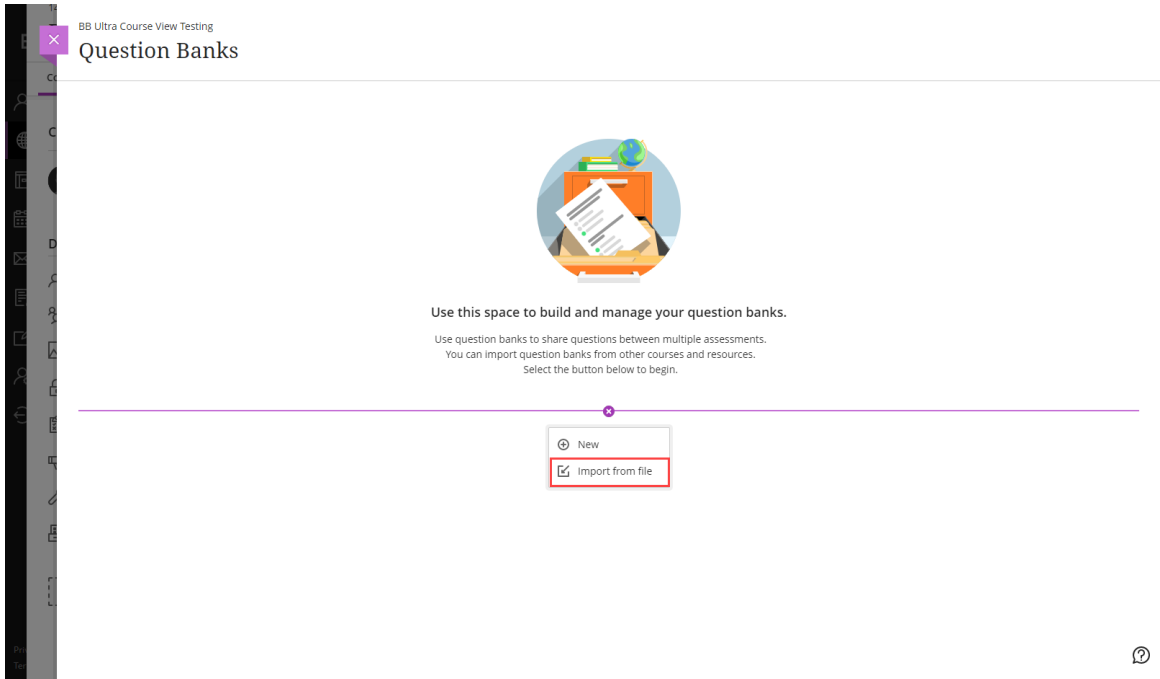 BB Ultra Course View Testing
Question Banks
Use this space to build and manage your question banks.
Use question banks to share questions between multiple assessments.
You can import question banks from other courses and resources.
Select the button below to begin.
New
Import from file